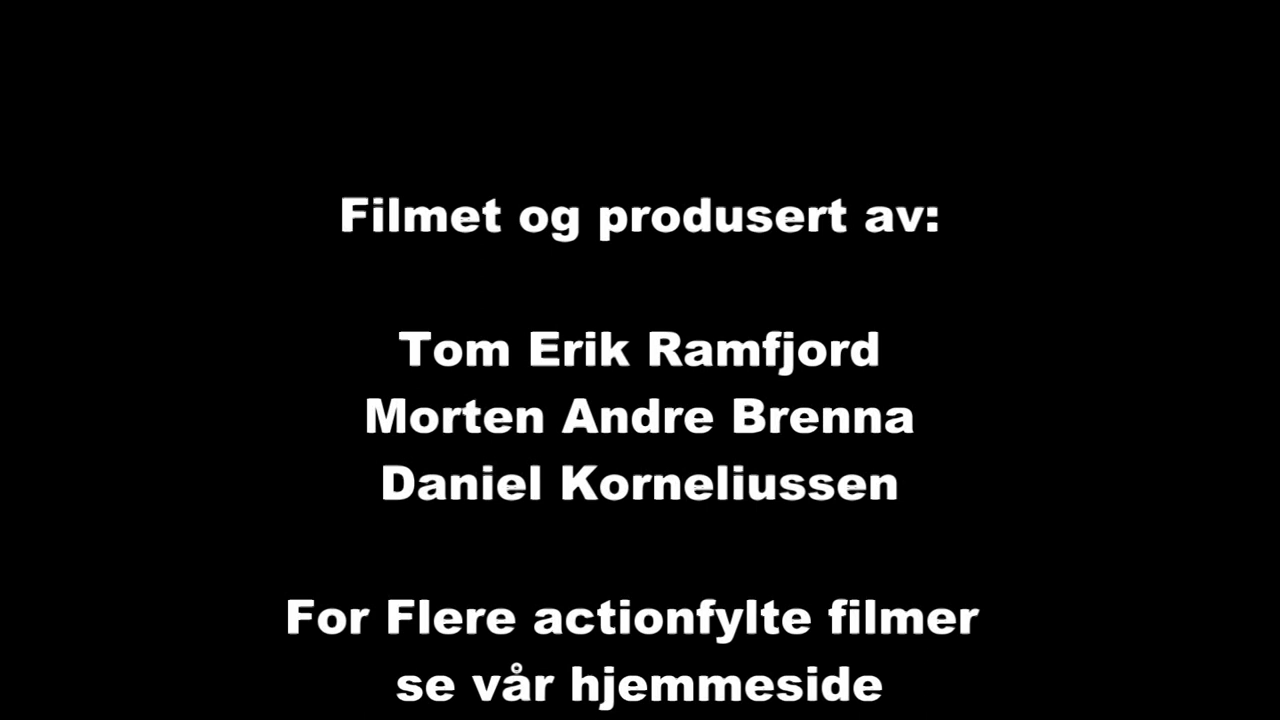 Filmet og produsert av:
Tom Erik Ramfjord
Morten Andre Brenna
Daniel Korneliussen
For Flere actionfylte filmer
se vår hjemmeside